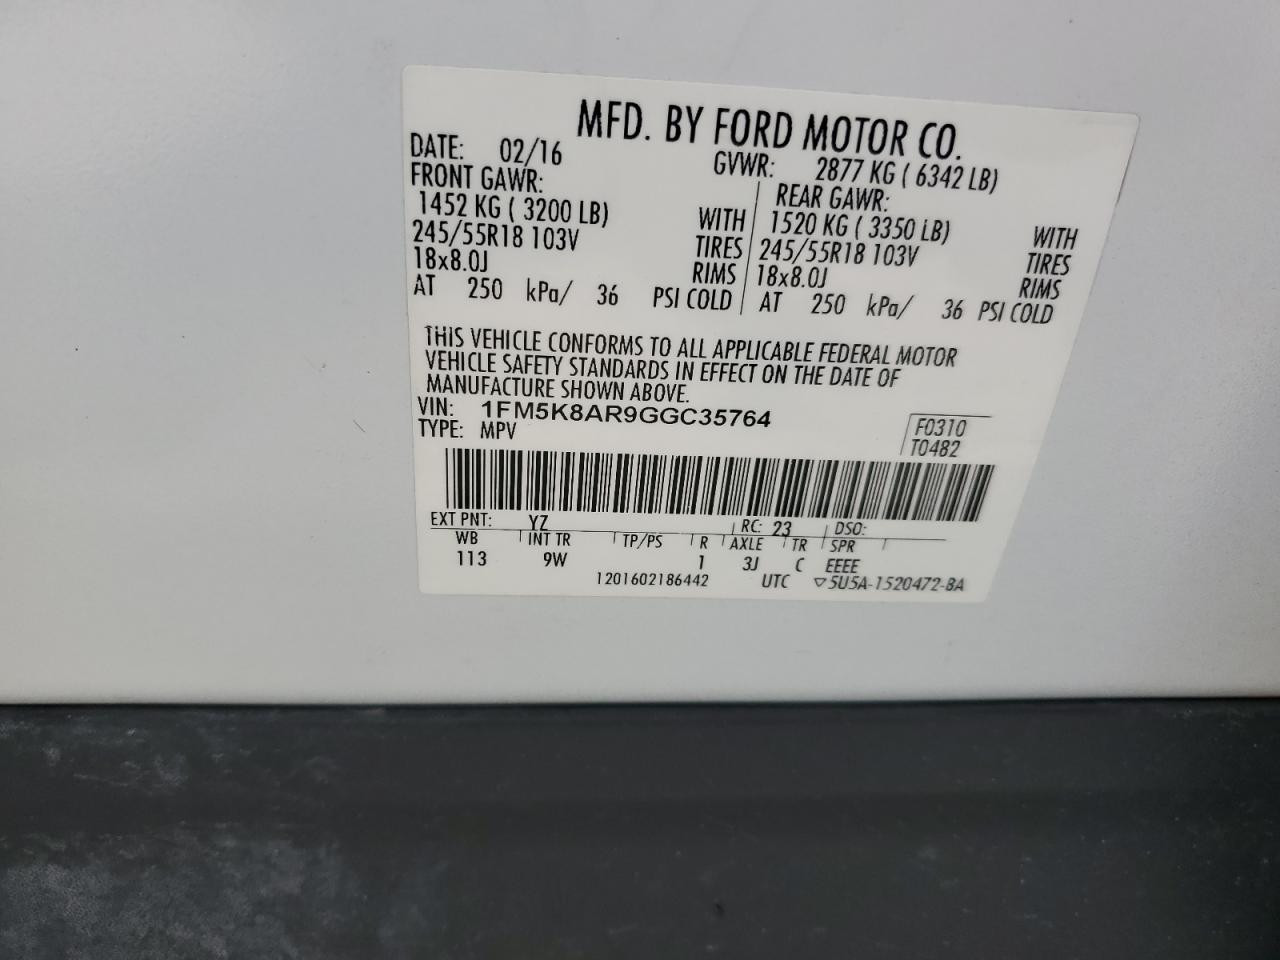 MFD. BY FORD MOTOR CO.
DATE: 02/16 GVWR: 2877 KG ( 6342 LB)
FRONT GAWR: REAR GAWR:
1452 KG ( 3200 LB) WITH 1520 KG ( 3350 LB) WITH
245/55R18 103V TIRES 245/55R18 103V TIRES
18x8.0J RIMS 18x8.0J RIMS
AT 250 kPa/ 36 PSI COLD AT 250 kPa/ 36 PSI COLD
THIS VEHICLE CONFORMS TO ALL APPLICABLE FEDERAL MOTOR
VEHICLE SAFETY STANDARDS IN EFFECT ON THE DATE OF
MANUFACTURE SHOWN ABOVE.
VIN: 1FM5K8AR9GGC35764 F0310
TYPE: MPV T0482
EXT PNT: YZ RC: 23 DSO:
WB INT TR TP/PS R AXLE TR SPR
113 9W 1 3J C EEEE
1201602186442 UTC ▽5U5A-1520472-BA